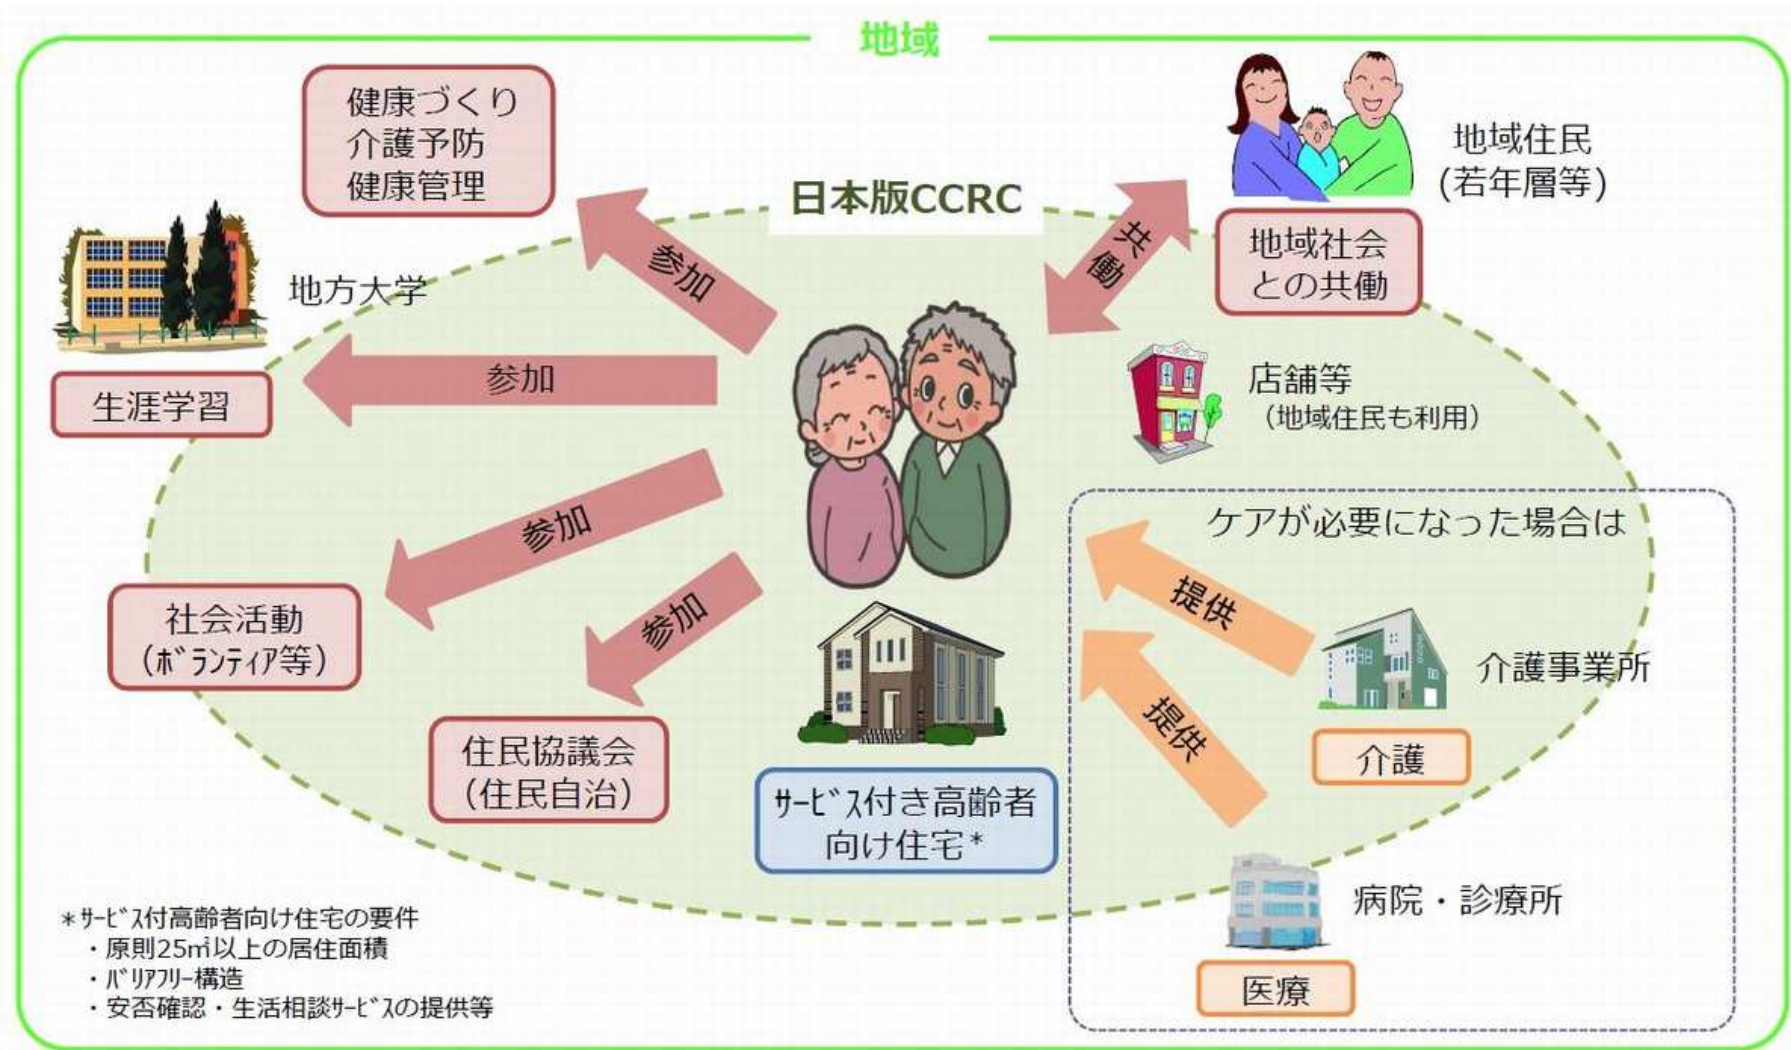 地域
健康づくり
介護予防
健康管理
日本版CCRC
地域住民
(若年層等)
共働
地域社会
との共働
参加
地方大学
参加
生涯学習
店舗等
(地域住民も利用)
参加
社会活動
(ﾎﾞﾗﾝﾃｨｱ等)
参加
住民協議会
(住民自治)
ｻｰﾋﾞｽ付き高齢者
向け住宅*
ケアが必要になった場合は
提供
介護事業所
介護
提供
病院・診療所
医療
*ｻｰﾋﾞｽ付高齢者向け住宅の要件
・原則25㎡以上の居住面積
・ﾊﾞﾘｱﾌﾘｰ構造
・安否確認・生活相談ｻｰﾋﾞｽの提供等